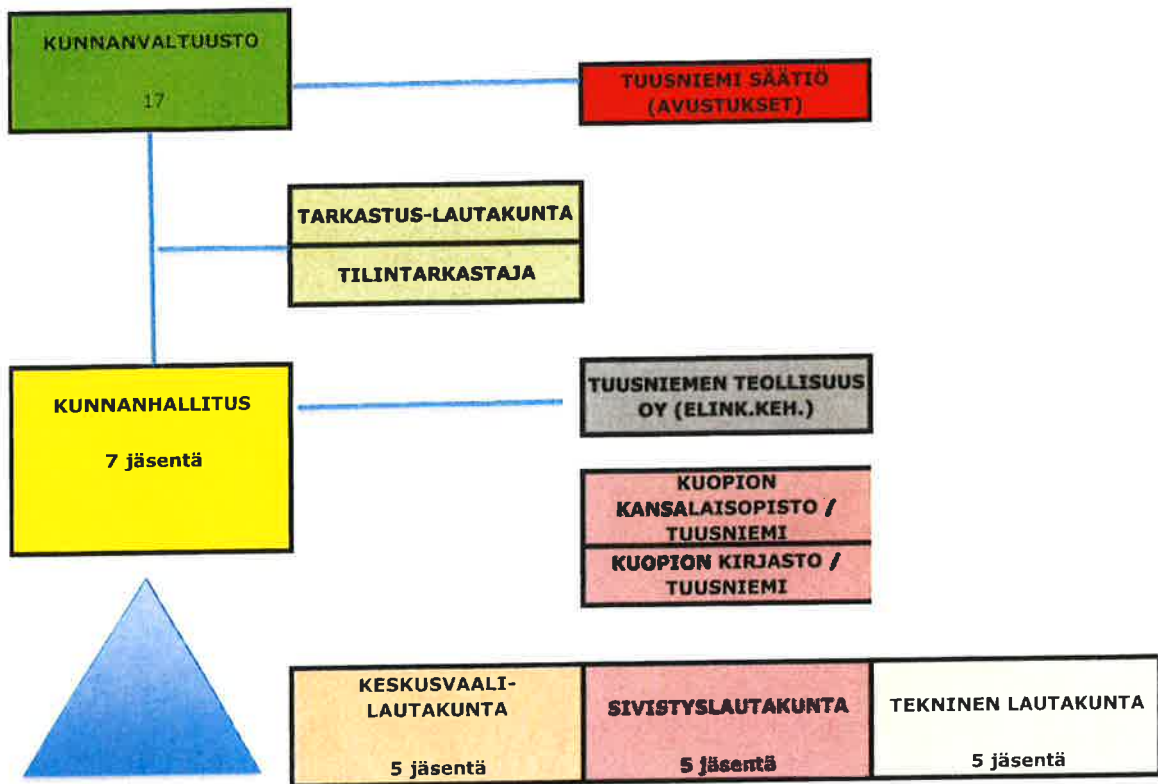 KUNNANVALTUUSTO
17
TUUSNIEMI SÄÄTIÖ
(AVUSTUKSET)
TARKASTUS-LAUTAKUNTA
TILINTARKASTAJA
KUNNANHALLITUS
7 jäsentä
TUUSNIEMEN TEOLLISUUS
OY (ELINK.KEH.)
KUOPION
KANSALAISOPISTO /
TUUSNIEMI
KUOPION KIRJASTO /
TUUSNIEMI
KESKUSVAALI-
LAUTAKUNTA
5 jäsentä
SIVISTYSLAUTAKUNTA
5 jäsentä
TEKNINEN LAUTAKUNTA
5 jäsentä